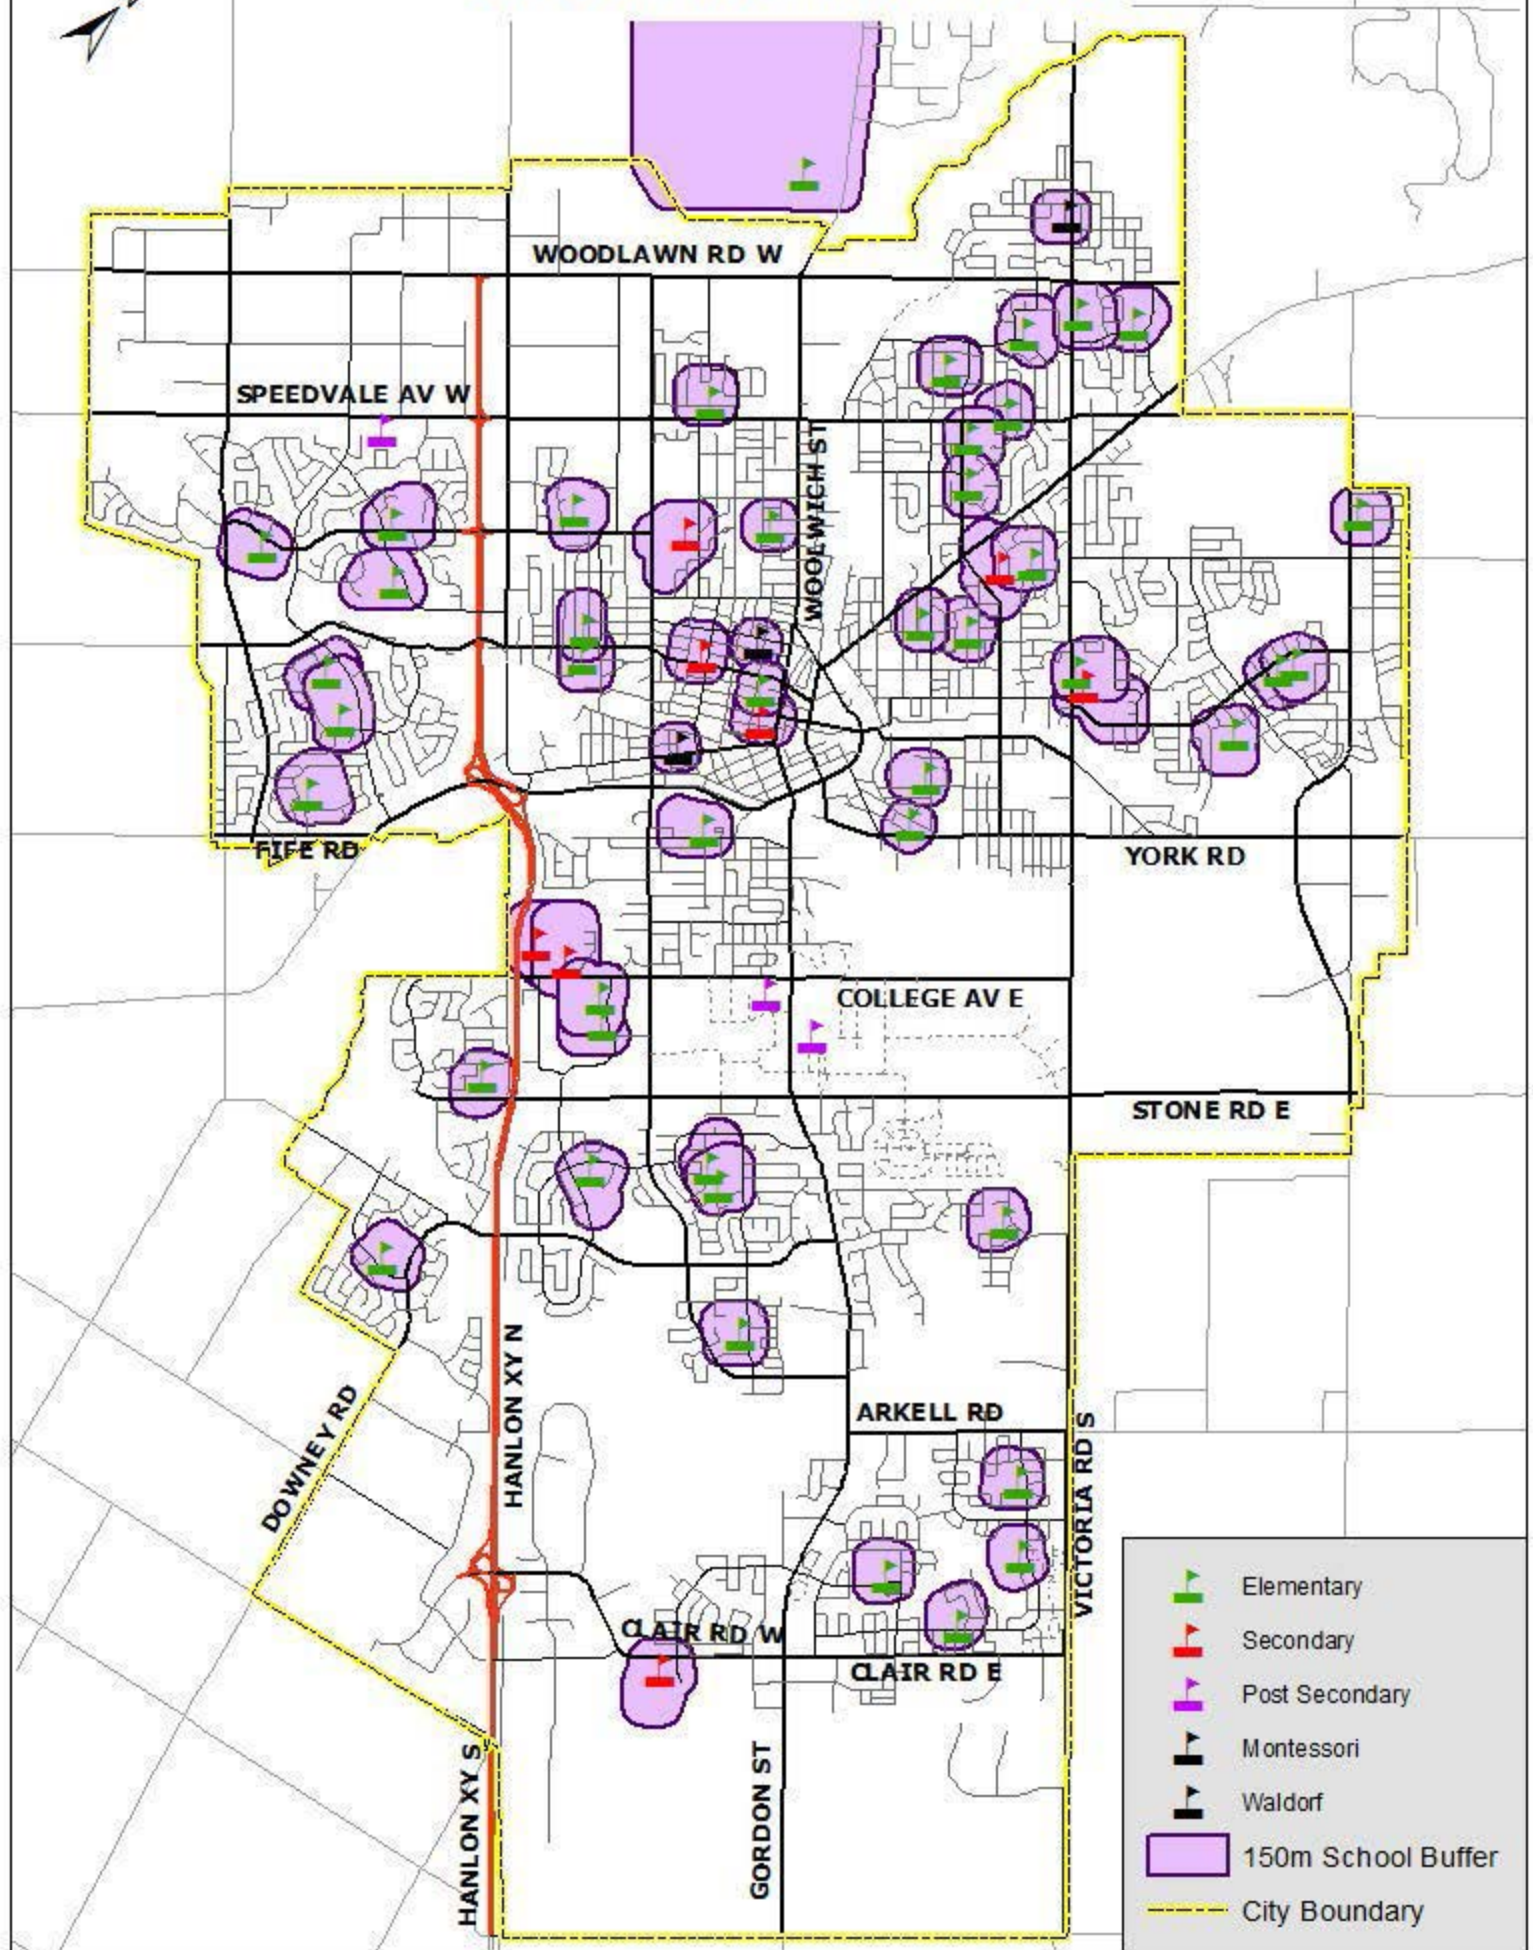 WOODLAWN RD W
SPEEDVALE AV W
WOOLWICH ST
FIFE RD
YORK RD
COLLEGE AV E
STONE RD E
HANLON XY N
DOWNEY RD
ARKELL RD
VICTORIA RD S
CLAIR RD W
CLAIR RD E
HANLON XY S
GORDON ST
Elementary
Secondary
Post Secondary
Montessori
Waldorf
150m School Buffer
City Boundary